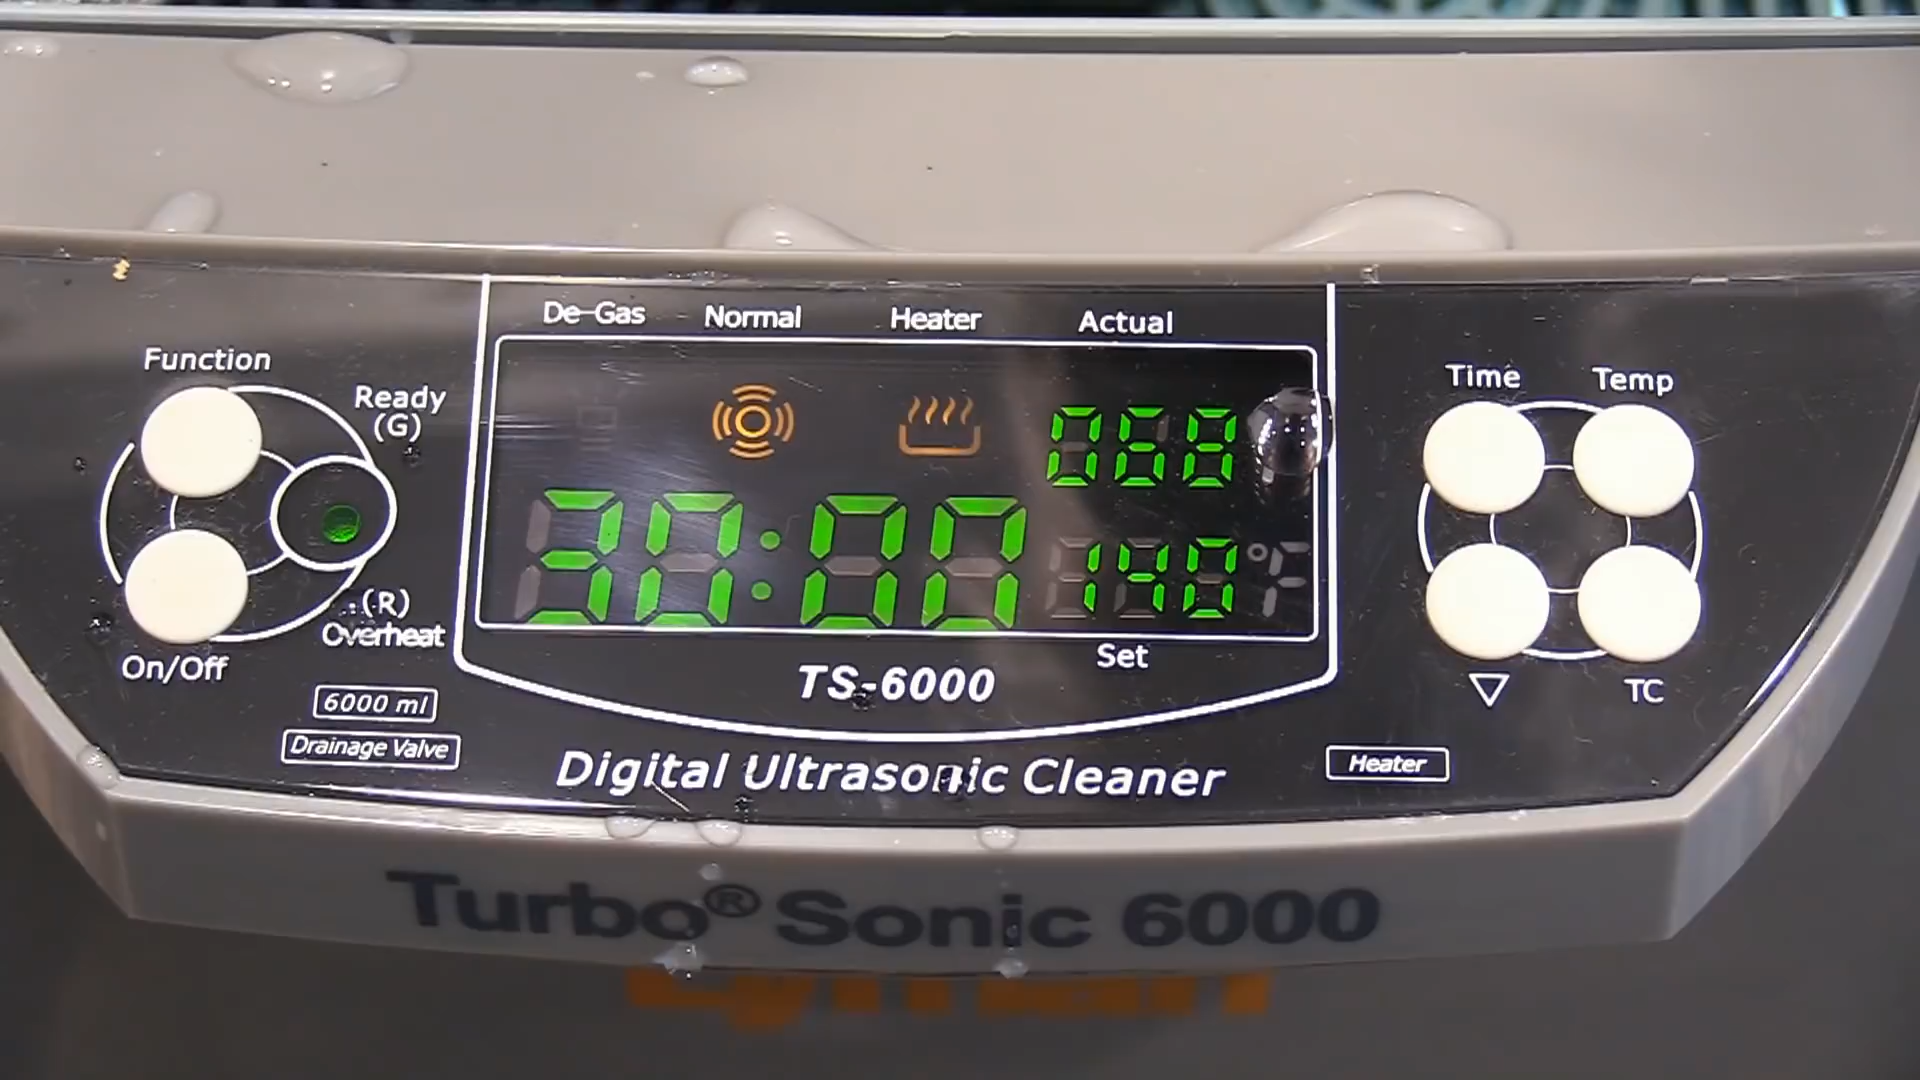 De-Gas Normal Heater Actual
Function
Ready
(G)
Time Temp
068
30:00
140 °F
(R)
Overheat
On/Off
Set
TS-6000
6000 ml
▽ TC
Drainage Valve
Digital Ultrasonic Cleaner
Heater
Turbo® Sonic 6000